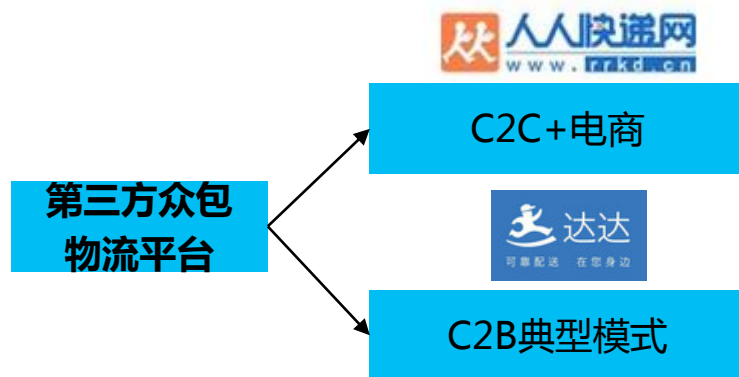 人人快递网
www.rrkd.cn
C2C+电商
第三方众包
物流平台
达达
可靠配送 在您身边
C2B典型模式